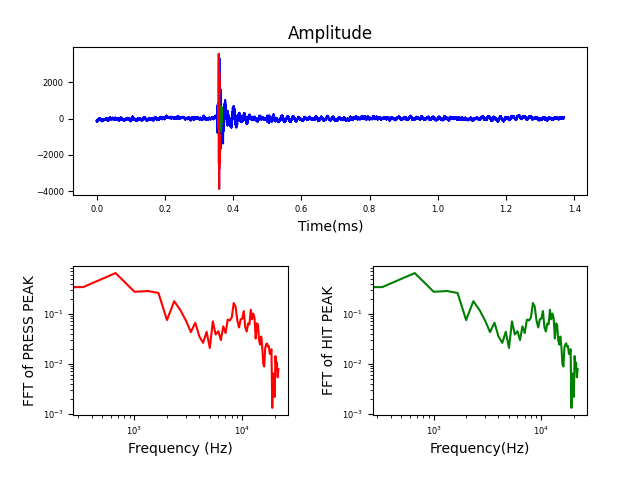 Amplitude
2000
0
−2000
−4000
0.0 0.2 0.4 0.6 0.8 1.0 1.2 1.4
Time(ms)
FFT of PRESS PEAK
10⁻¹
10⁻²
10⁻³
10³ 10⁴
Frequency (Hz)
FFT of HIT PEAK
10⁻¹
10⁻²
10⁻³
10³ 10⁴
Frequency(Hz)